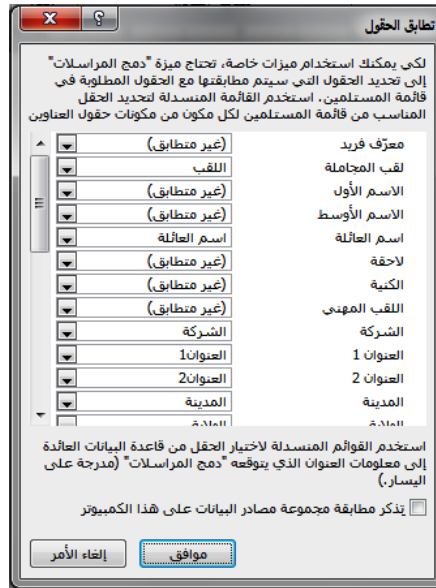 تطابق الحقول
لكي يمكنك استخدام ميزات خاصة، تحتاج ميزة "دمج المراسلات"
إلى تحديد الحقول التي سيتم مطابقتها مع الحقول المطلوبة في
قائمة المستلمين. استخدم القائمة المنسدلة لتحديد الحقل
المناسب من قائمة المستلمين لكل مكون من مكونات حقول العناوين
معرّف فريد (غير متطابق)
لقب المجاملة اللقب
الاسم الأول (غير متطابق)
الاسم الأوسط (غير متطابق)
اسم العائلة اسم العائلة
لاحقة (غير متطابق)
الكنية (غير متطابق)
اللقب المهني (غير متطابق)
الشركة الشركة
العنوان 1 العنوان1
العنوان 2 العنوان2
المدينة المدينة
استخدم القوائم المنسدلة لاختيار الحقل من قاعدة البيانات العائدة
إلى معلومات العنوان الذي يتوقعه "دمج المراسلات" (مدرجة على
اليسار.)
تذكر مطابقة مجموعة مصادر البيانات على هذا الكمبيوتر
موافق إلغاء الأمر